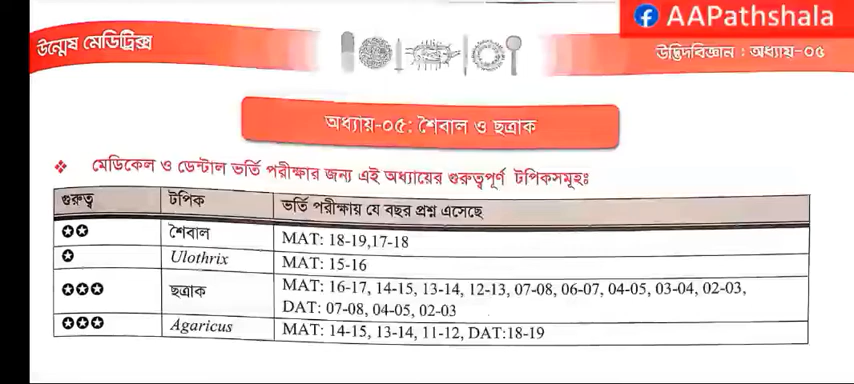 AAPathshala
উন্মেষ মেডিট্রিক্স
উদ্ভিদবিজ্ঞান : অধ্যায়-০৫
অধ্যায়-০৫: শৈবাল ও ছত্রাক
❖ মেডিকেল ও ডেন্টাল ভর্তি পরীক্ষার জন্য এই অধ্যায়ের গুরুত্বপূর্ণ টপিকসমূহঃ
গুরুত্ব টপিক ভর্তি পরীক্ষায় যে বছর প্রশ্ন এসেছে
✪✪ শৈবাল MAT: 18-19,17-18
✪ Ulothrix MAT: 15-16
✪✪✪ ছত্রাক MAT: 16-17, 14-15, 13-14, 12-13, 07-08, 06-07, 04-05, 03-04, 02-03,
DAT: 07-08, 04-05, 02-03
✪✪✪ Agaricus MAT: 14-15, 13-14, 11-12, DAT:18-19